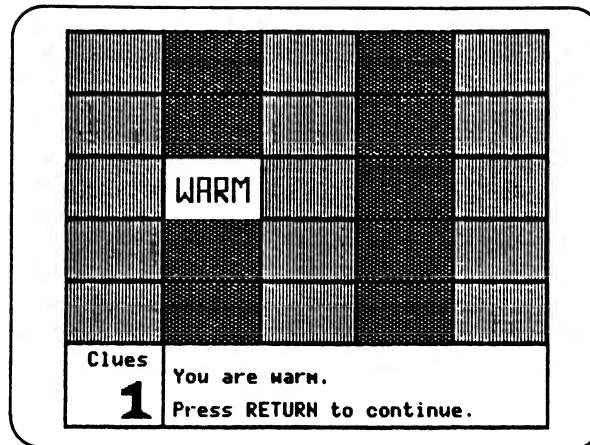 WARM
Clues
1
You are warm.
Press RETURN to continue.